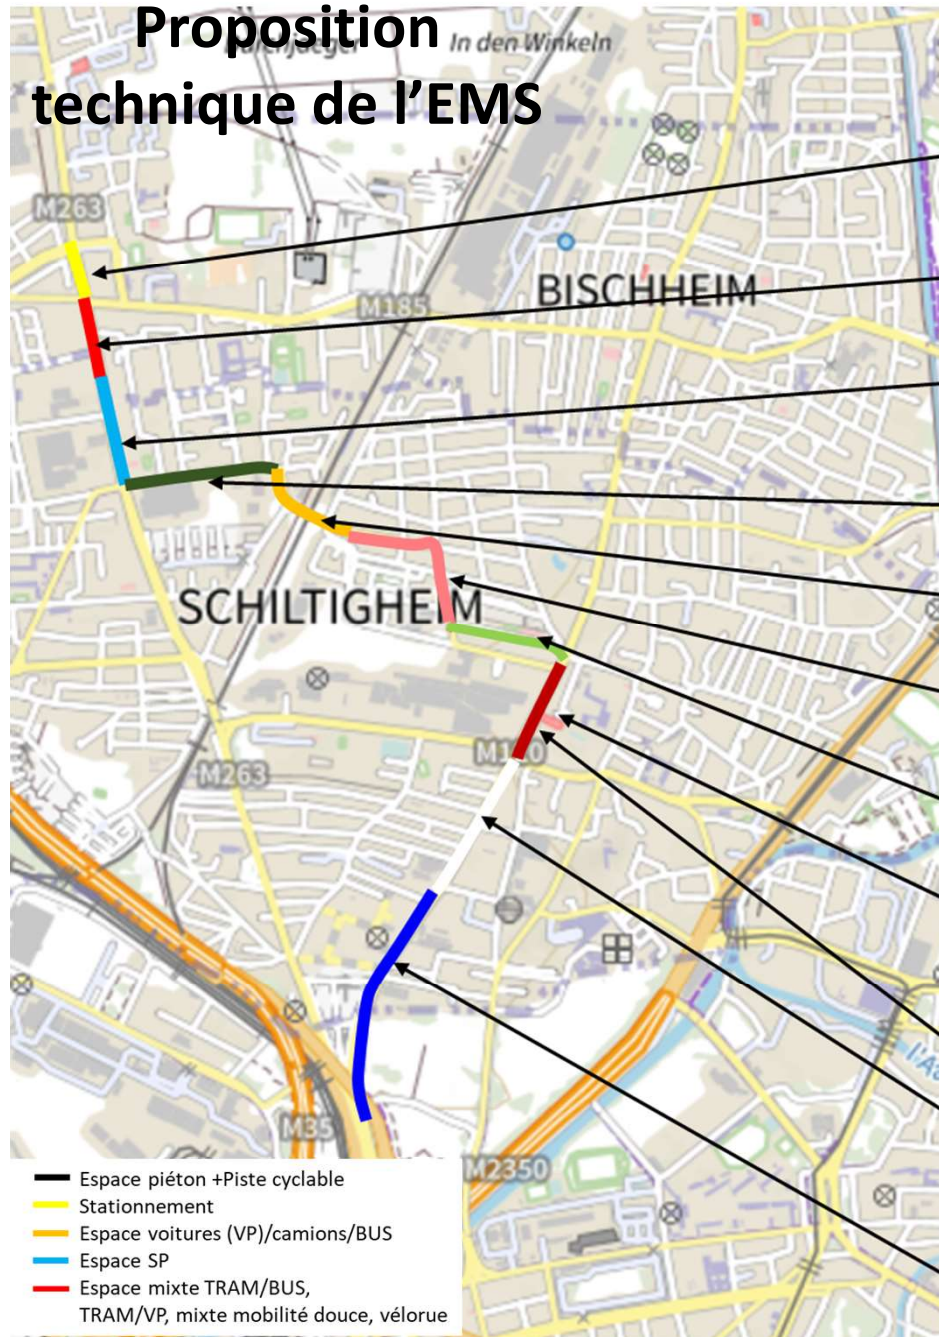 Proposition
technique de l’EMS
In den Winkeln
M263
BISCHHEIM
M185
SCHILTIGHEIM
M263
M35
M2350
Espace piéton +Piste cyclable
Stationnement
Espace voitures (VP)/camions/BUS
Espace SP
Espace mixte TRAM/BUS,
TRAM/VP, mixte mobilité douce, vélorue